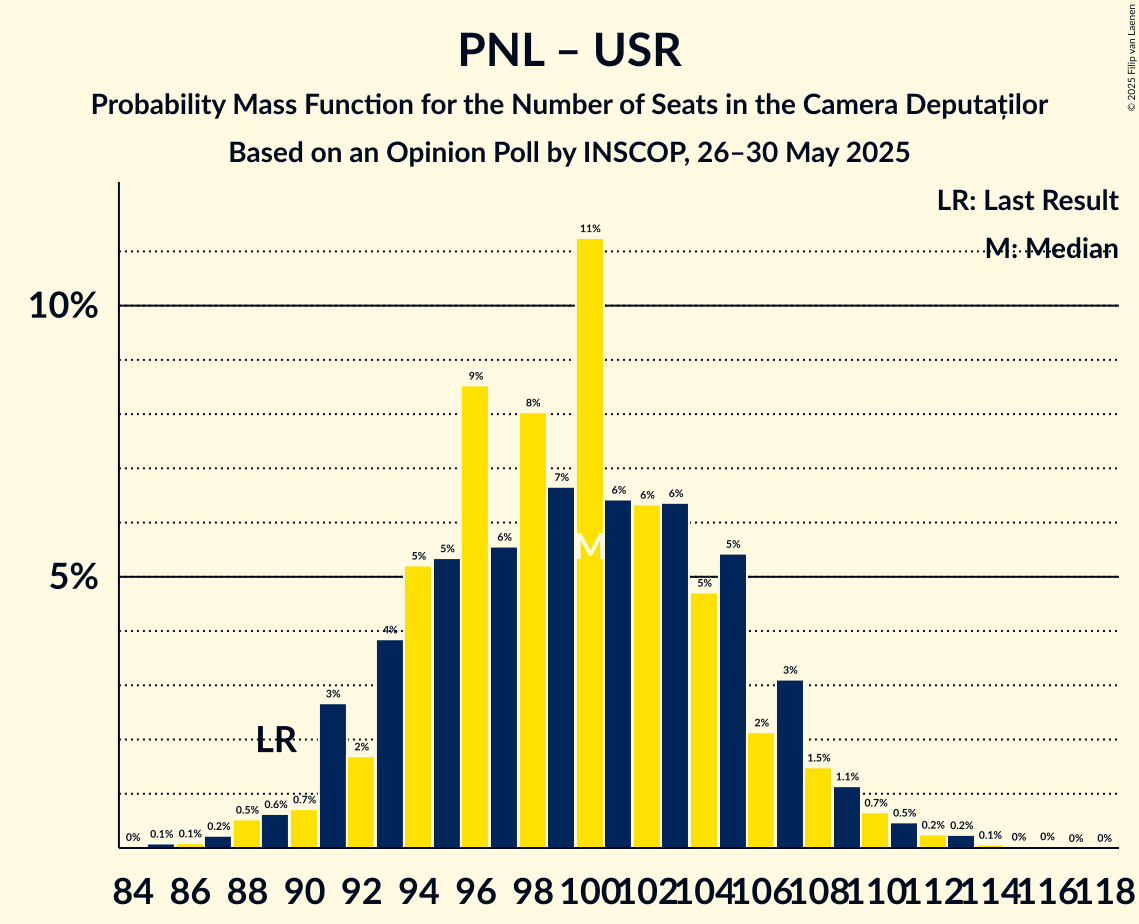 PNL – USR
Probability Mass Function for the Number of Seats in the Camera Deputaților
Based on an Opinion Poll by INSCOP, 26–30 May 2025
© 2025 Filip van Laenen
LR: Last Result
M: Median
10%
5%
0% 0.1% 0.1% 0.2% 0.5% 0.6% 0.7% 3% 2% 4% 5% 5% 9% 6% 8% 7% 11% 6% 6% 6% 5% 5% 2% 3% 1.5% 1.1% 0.7% 0.5% 0.2% 0.2% 0.1% 0% 0% 0% 0%
LR
M
84 86 88 90 92 94 96 98 100 102 104 106 108 110 112 114 116 118